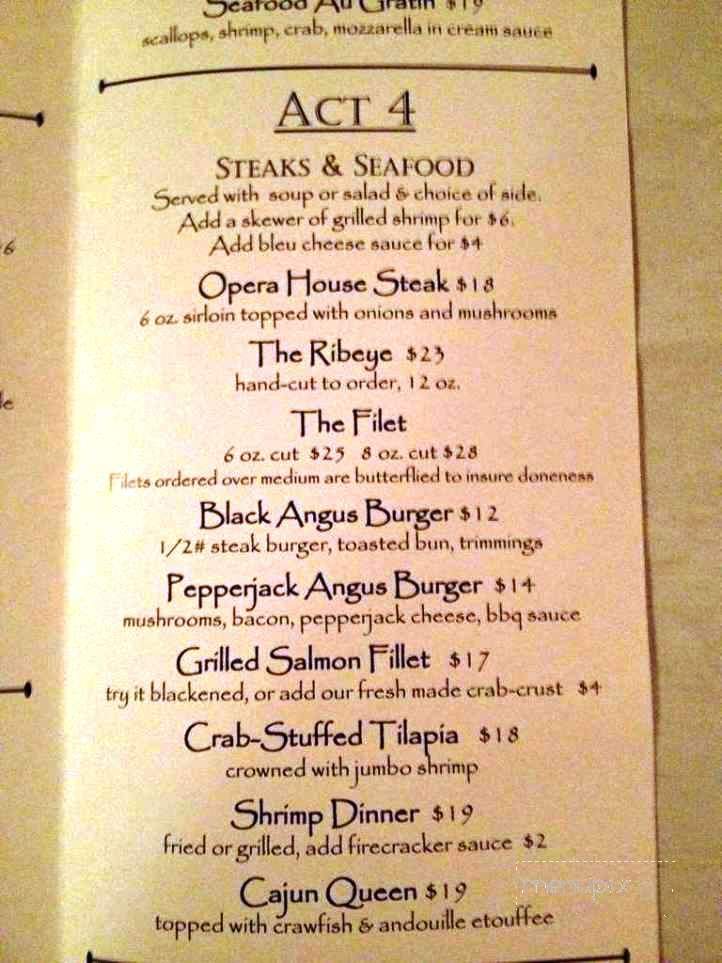 Seafood Au Gratin $19
scallops, shrimp, crab, mozzarella in cream sauce
ACT 4
STEAKS & SEAFOOD
Served with soup or salad & choice of side.
Add a skewer of grilled shrimp for $6.
Add bleu cheese sauce for $4
Opera House Steak $18
6 oz. sirloin topped with onions and mushrooms
The Ribeye $23
hand-cut to order, 12 oz.
The Filet
6 oz. cut $25 8 oz. cut $28
Filets ordered over medium are butterflied to insure doneness
Black Angus Burger $12
1/2# steak burger, toasted bun, trimmings
Pepperjack Angus Burger $14
mushrooms, bacon, pepperjack cheese, bbq sauce
Grilled Salmon Fillet $17
try it blackened, or add our fresh made crab-crust $4
Crab-Stuffed Tilapia $18
crowned with jumbo shrimp
Shrimp Dinner $19
fried or grilled, add firecracker sauce $2
Cajun Queen $19
topped with crawfish & andouille etouffee
menupix